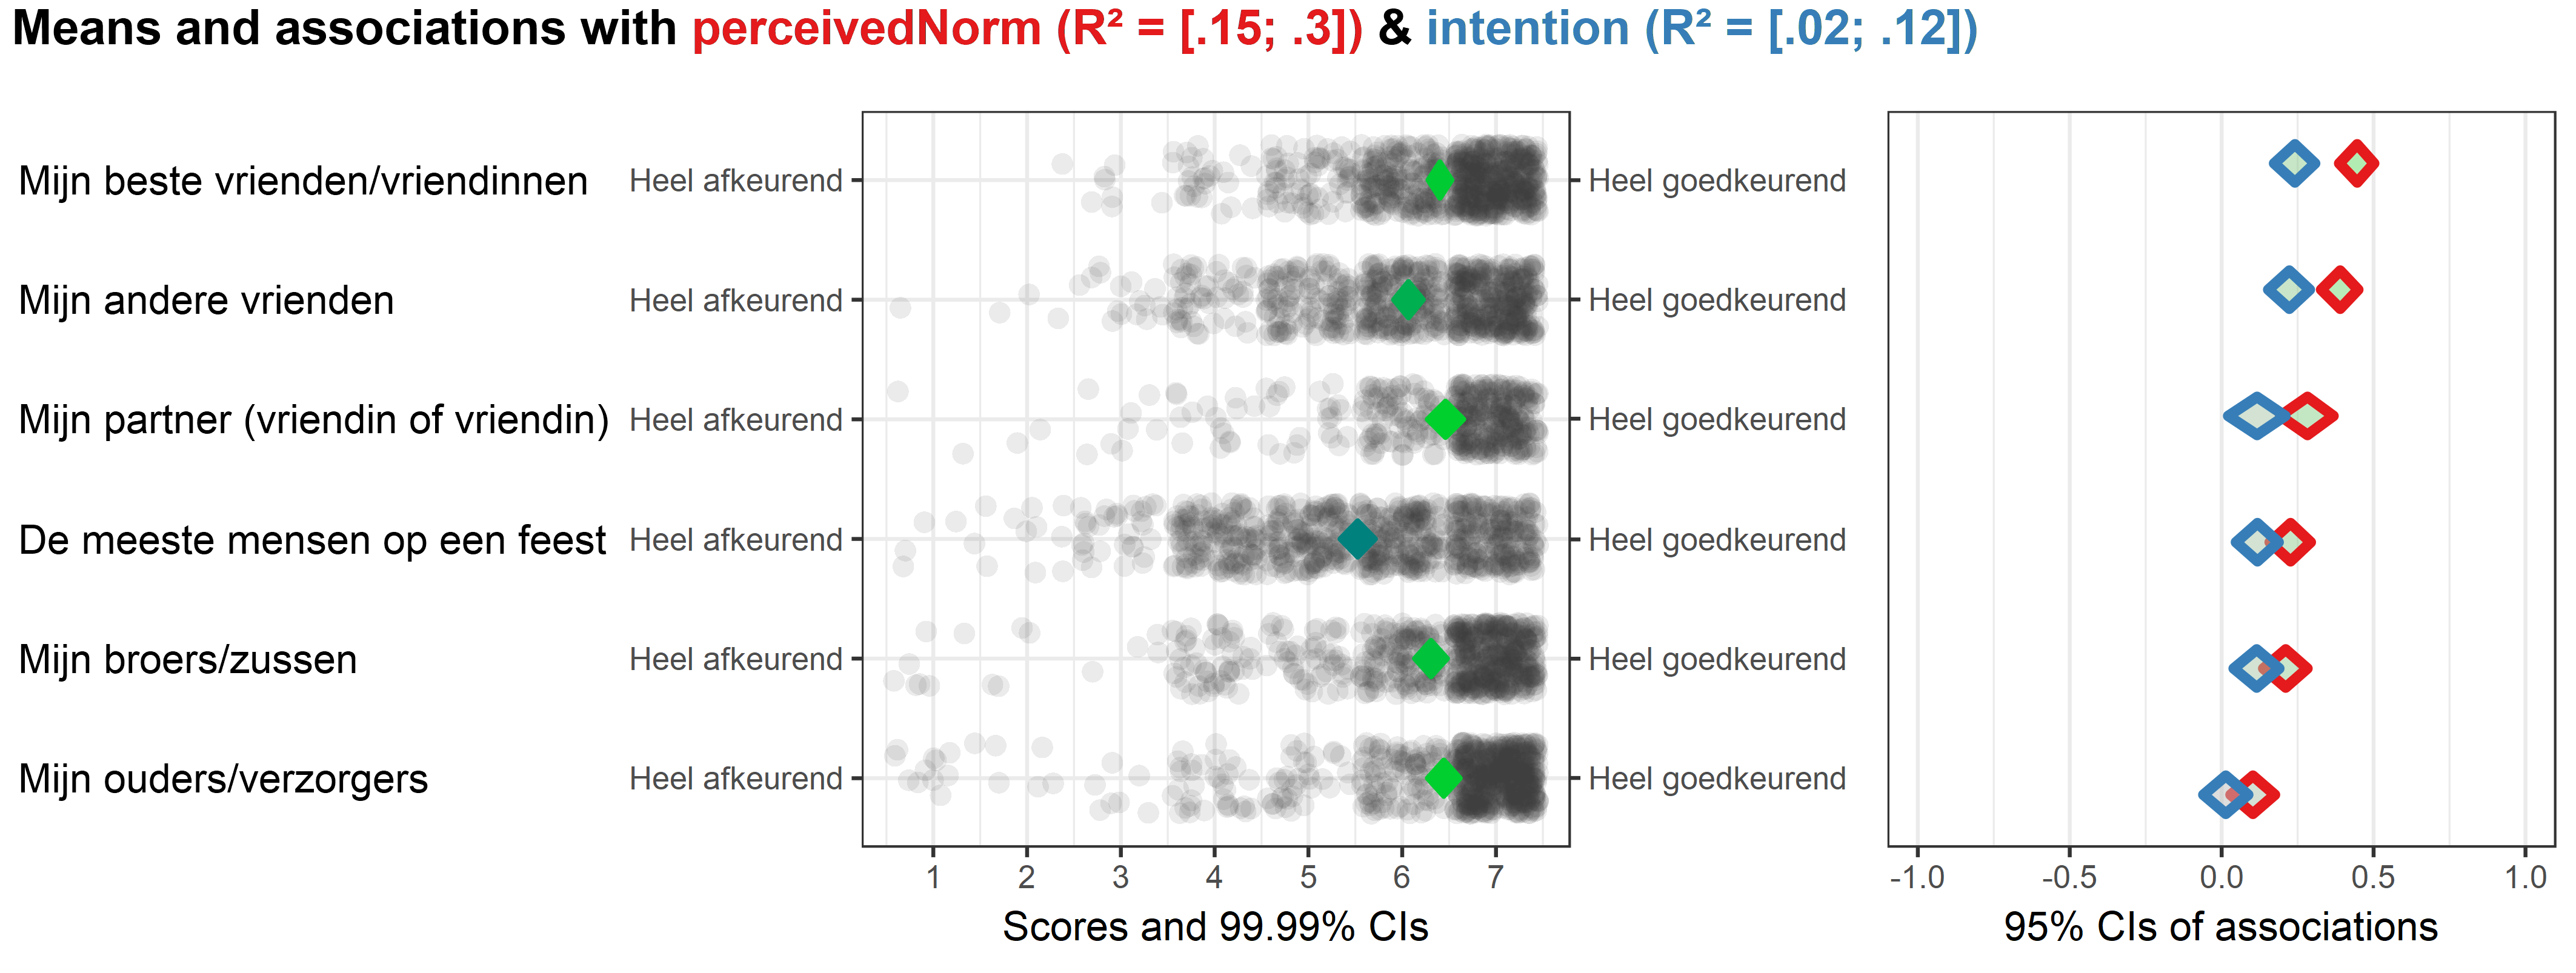 Means and associations with perceivedNorm (R² = [.15; .3]) & intention (R² = [.02; .12])
Mijn beste vrienden/vriendinnen Heel afkeurend Heel goedkeurend
Mijn andere vrienden Heel afkeurend Heel goedkeurend
Mijn partner (vriendin of vriendin) Heel afkeurend Heel goedkeurend
De meeste mensen op een feest Heel afkeurend Heel goedkeurend
Mijn broers/zussen Heel afkeurend Heel goedkeurend
Mijn ouders/verzorgers Heel afkeurend Heel goedkeurend
1 2 3 4 5 6 7 -1.0 -0.5 0.0 0.5 1.0
Scores and 99.99% CIs 95% CIs of associations